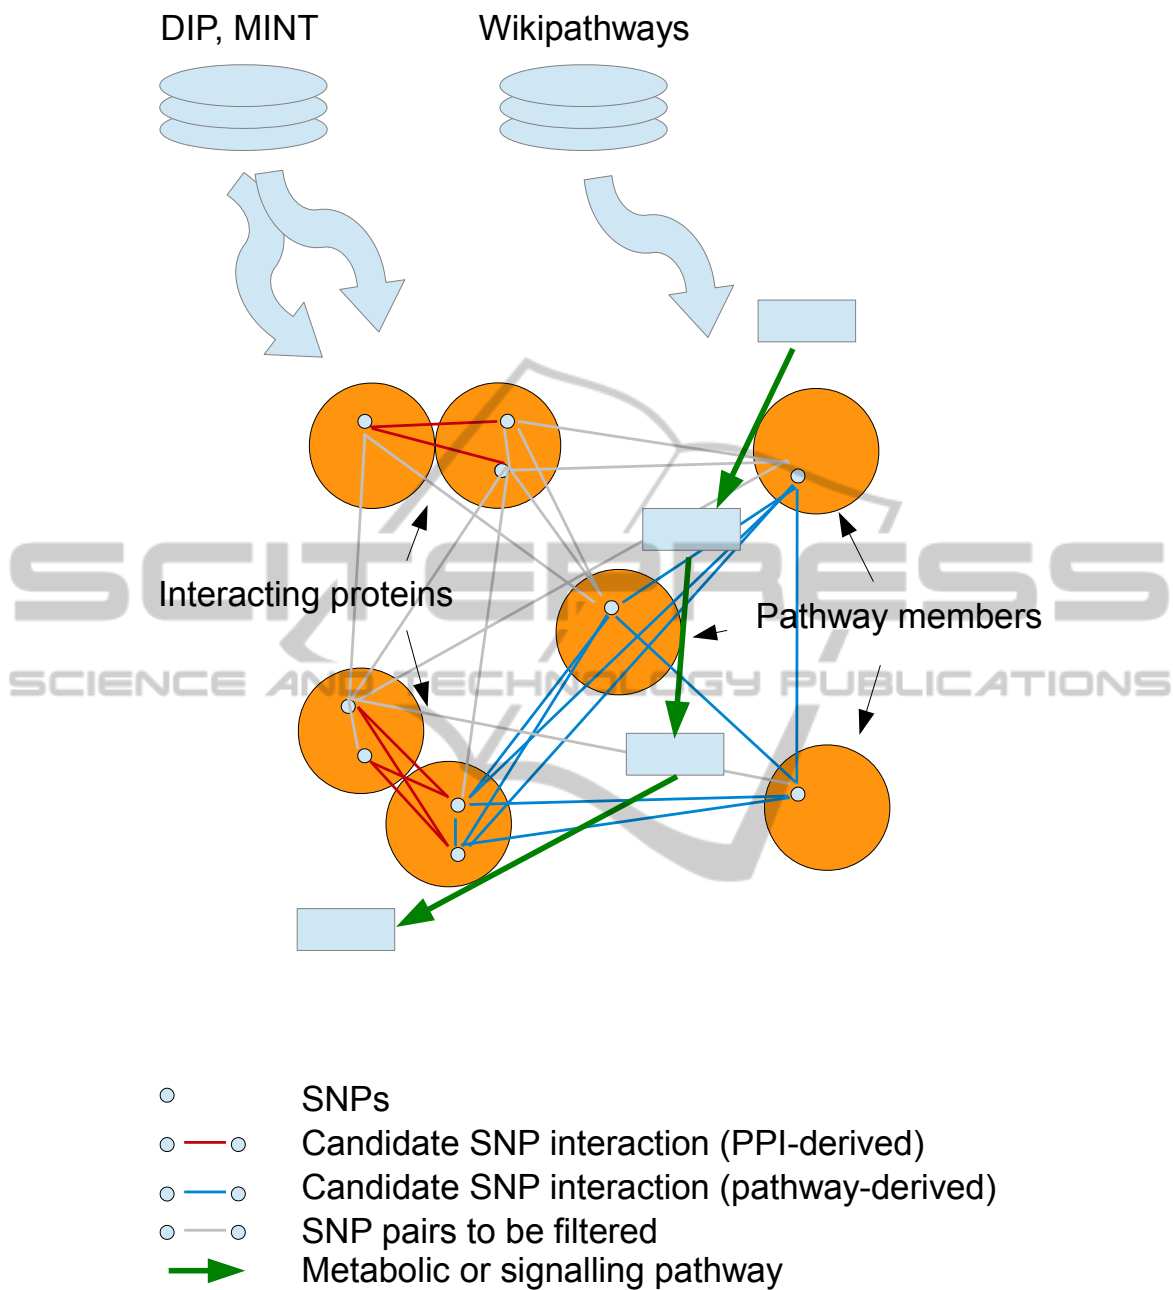 DIP, MINT
Wikipathways
Interacting proteins
Pathway members
SCITEPRESS
SCIENCE AND TECHNOLOGY PUBLICATIONS
SNPs
Candidate SNP interaction (PPI-derived)
Candidate SNP interaction (pathway-derived)
SNP pairs to be filtered
Metabolic or signalling pathway